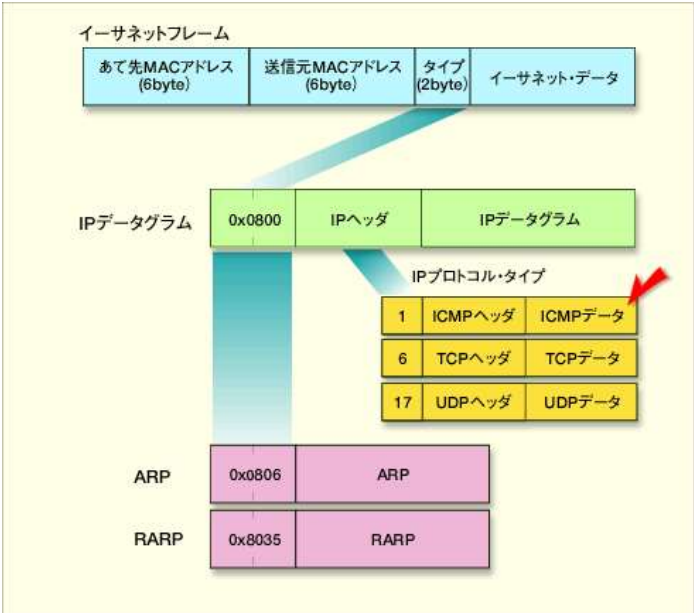 イーサネットフレーム
あて先MACアドレス
(6byte)
送信元MACアドレス
(6byte)
タイプ
(2byte)
イーサネット・データ
IPデータグラム
0x0800
IPヘッダ
IPデータグラム
IPプロトコル・タイプ
1
ICMPヘッダ
ICMPデータ
6
TCPヘッダ
TCPデータ
17
UDPヘッダ
UDPデータ
ARP
0x0806
ARP
RARP
0x8035
RARP